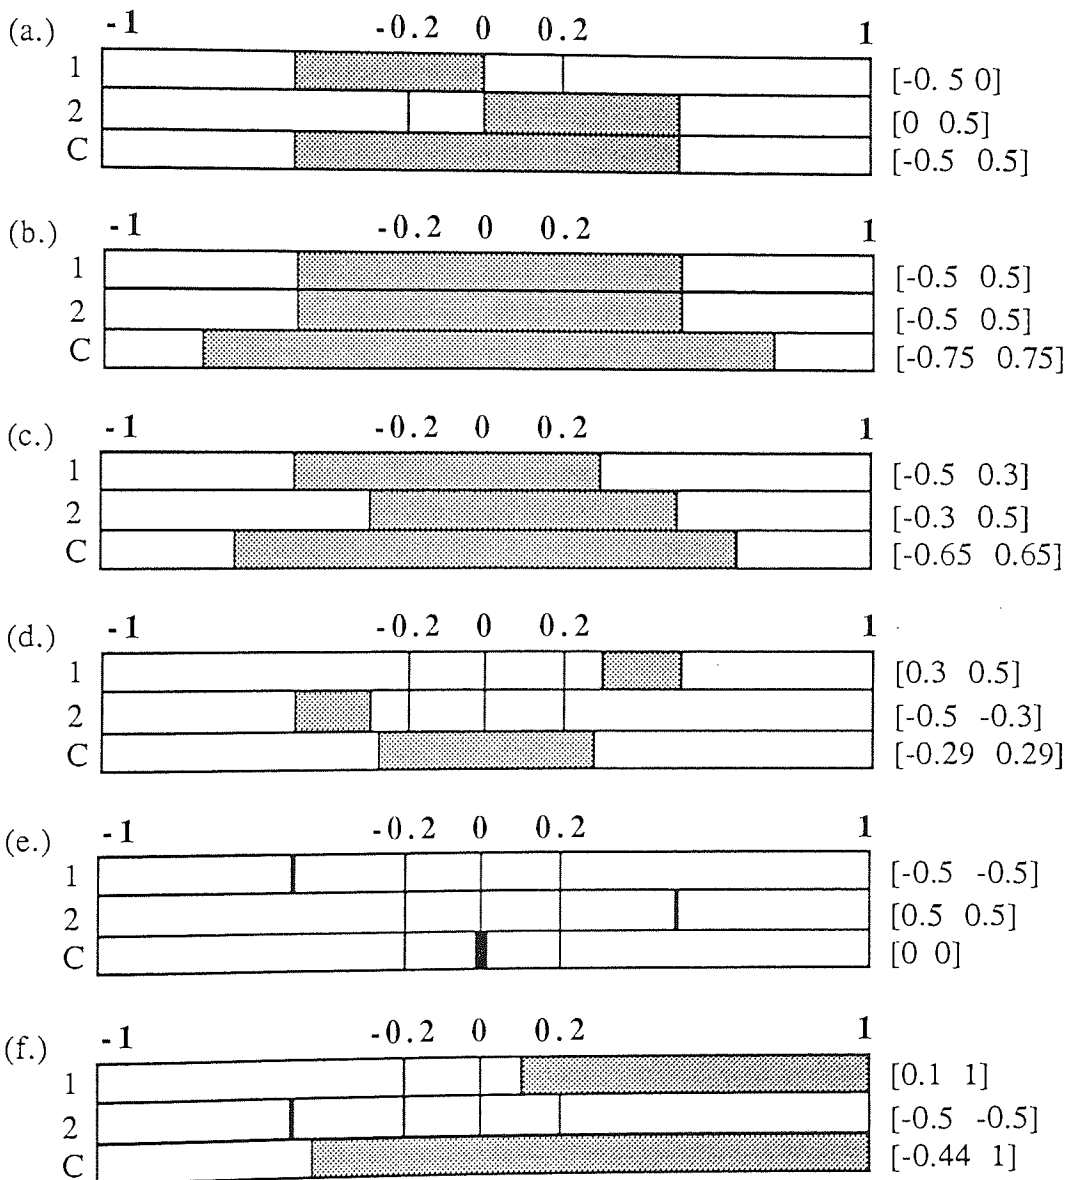 (a.) -1 -0.2 0 0.2 1
1 [-0. 5 0]
2 [0 0.5]
C [-0.5 0.5]
(b.) -1 -0.2 0 0.2 1
1 [-0.5 0.5]
2 [-0.5 0.5]
C [-0.75 0.75]
(c.) -1 -0.2 0 0.2 1
1 [-0.5 0.3]
2 [-0.3 0.5]
C [-0.65 0.65]
(d.) -1 -0.2 0 0.2 1
1 [0.3 0.5]
2 [-0.5 -0.3]
C [-0.29 0.29]
(e.) -1 -0.2 0 0.2 1
1 [-0.5 -0.5]
2 [0.5 0.5]
C [0 0]
(f.) -1 -0.2 0 0.2 1
1 [0.1 1]
2 [-0.5 -0.5]
C [-0.44 1]